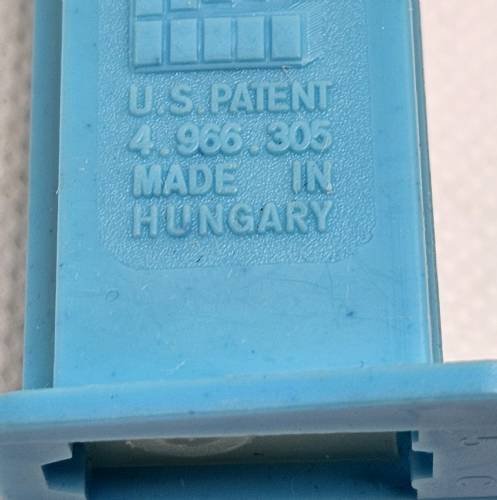 U.S. PATENT
4.966.305
MADE IN
HUNGARY